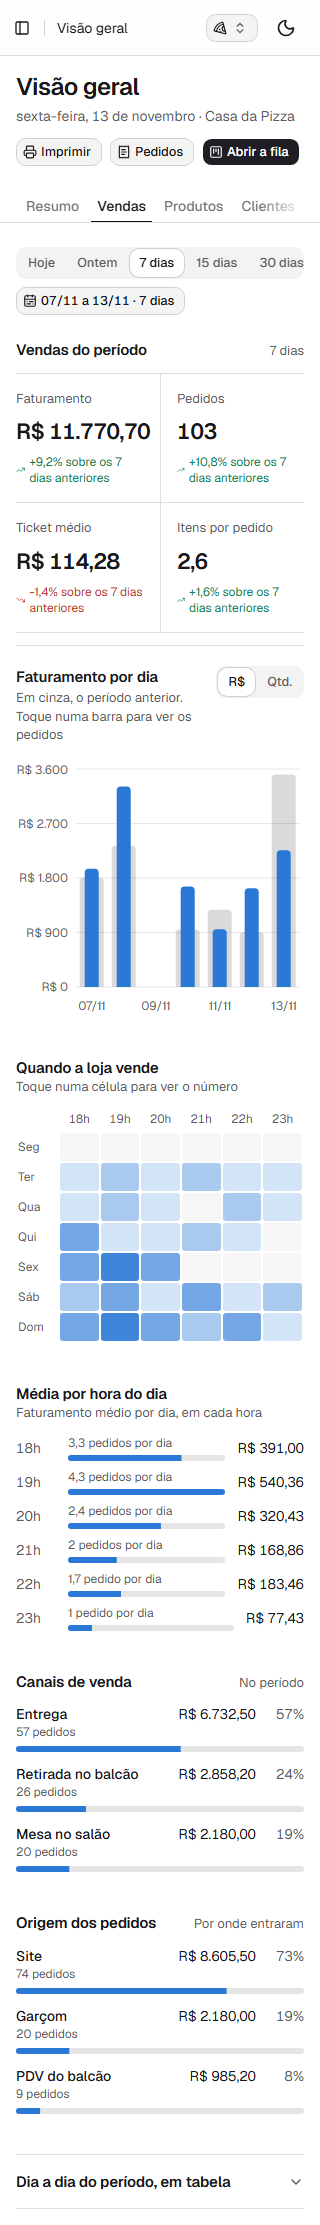 Visão geral
Visão geral
sexta-feira, 13 de novembro · Casa da Pizza
Imprimir
Pedidos
Abrir a fila
Resumo
Vendas
Produtos
Clientes
Hoje
Ontem
7 dias
15 dias
30 dias
07/11 a 13/11 · 7 dias
Vendas do período
7 dias
Faturamento
R$ 11.770,70
+9,2% sobre os 7
dias anteriores
Pedidos
103
+10,8% sobre os 7
dias anteriores
Ticket médio
R$ 114,28
-1,4% sobre os 7 dias
anteriores
Itens por pedido
2,6
+1,6% sobre os 7
dias anteriores
Faturamento por dia
Em cinza, o período anterior.
Toque numa barra para ver os
pedidos
R$
Qtd.
R$ 3.600
R$ 2.700
R$ 1.800
R$ 900
R$ 0
07/11
09/11
11/11
13/11
Quando a loja vende
Toque numa célula para ver o número
18h
19h
20h
21h
22h
23h
Seg
Ter
Qua
Qui
Sex
Sáb
Dom
Média por hora do dia
Faturamento médio por dia, em cada hora
18h
3,3 pedidos por dia
R$ 391,00
19h
4,3 pedidos por dia
R$ 540,36
20h
2,4 pedidos por dia
R$ 320,43
21h
2 pedidos por dia
R$ 168,86
22h
1,7 pedido por dia
R$ 183,46
23h
1 pedido por dia
R$ 77,43
Canais de venda
No período
Entrega
R$ 6.732,50
57%
57 pedidos
Retirada no balcão
R$ 2.858,20
24%
26 pedidos
Mesa no salão
R$ 2.180,00
19%
20 pedidos
Origem dos pedidos
Por onde entraram
Site
R$ 8.605,50
73%
74 pedidos
Garçom
R$ 2.180,00
19%
20 pedidos
PDV do balcão
R$ 985,20
8%
9 pedidos
Dia a dia do período, em tabela